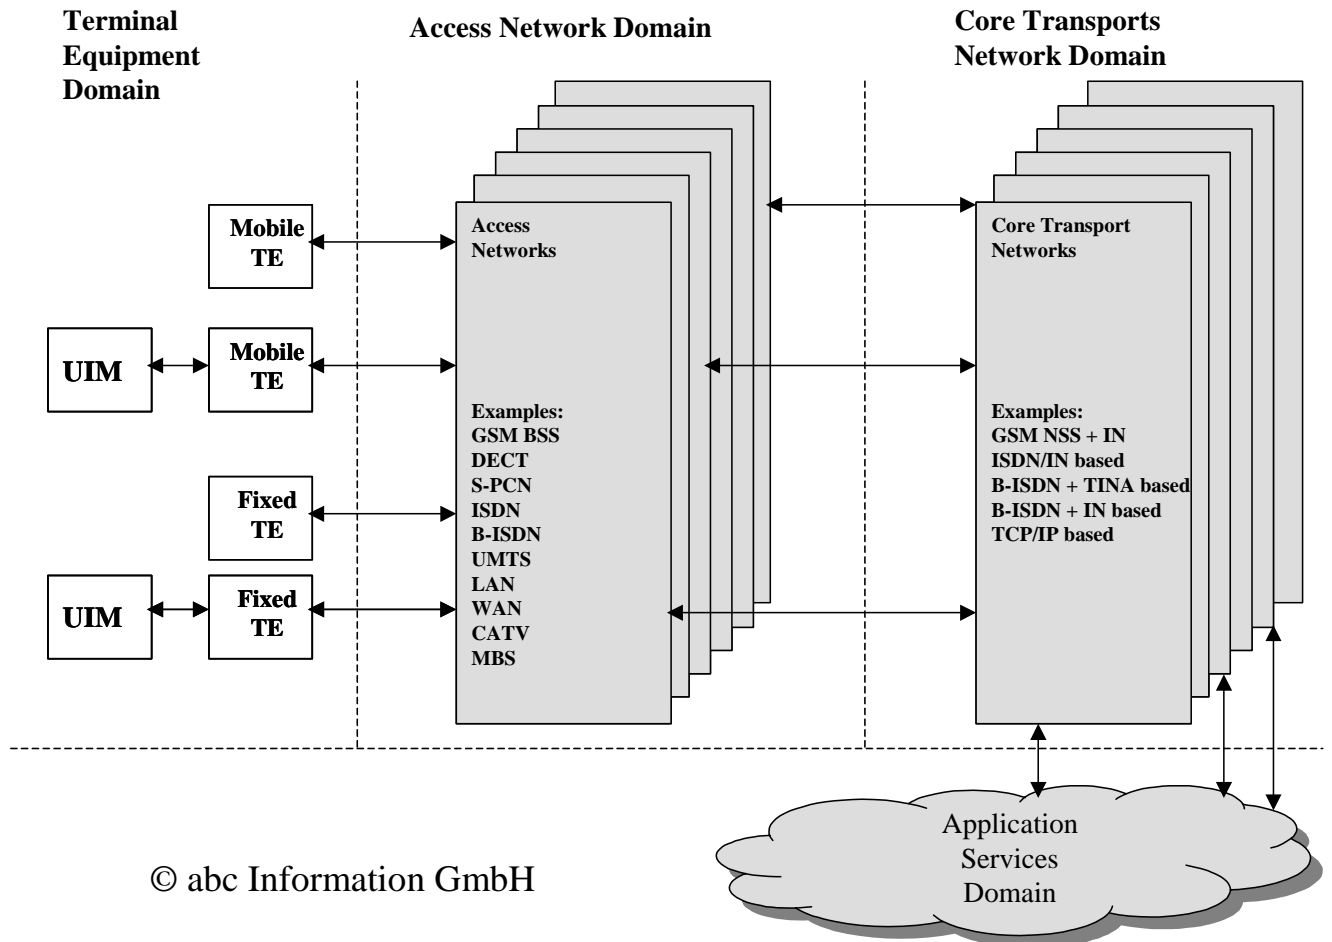 Terminal
Equipment
Domain
Access Network Domain
Core Transports
Network Domain
Mobile
TE
UIM
Mobile
TE
Fixed
TE
UIM
Fixed
TE
Access
Networks
Examples:
GSM BSS
DECT
S-PCN
ISDN
B-ISDN
UMTS
LAN
WAN
CATV
MBS
Core Transport
Networks
Examples:
GSM NSS + IN
ISDN/IN based
B-ISDN + TINA based
B-ISDN + IN based
TCP/IP based
Application
Services
Domain
© abc Information GmbH